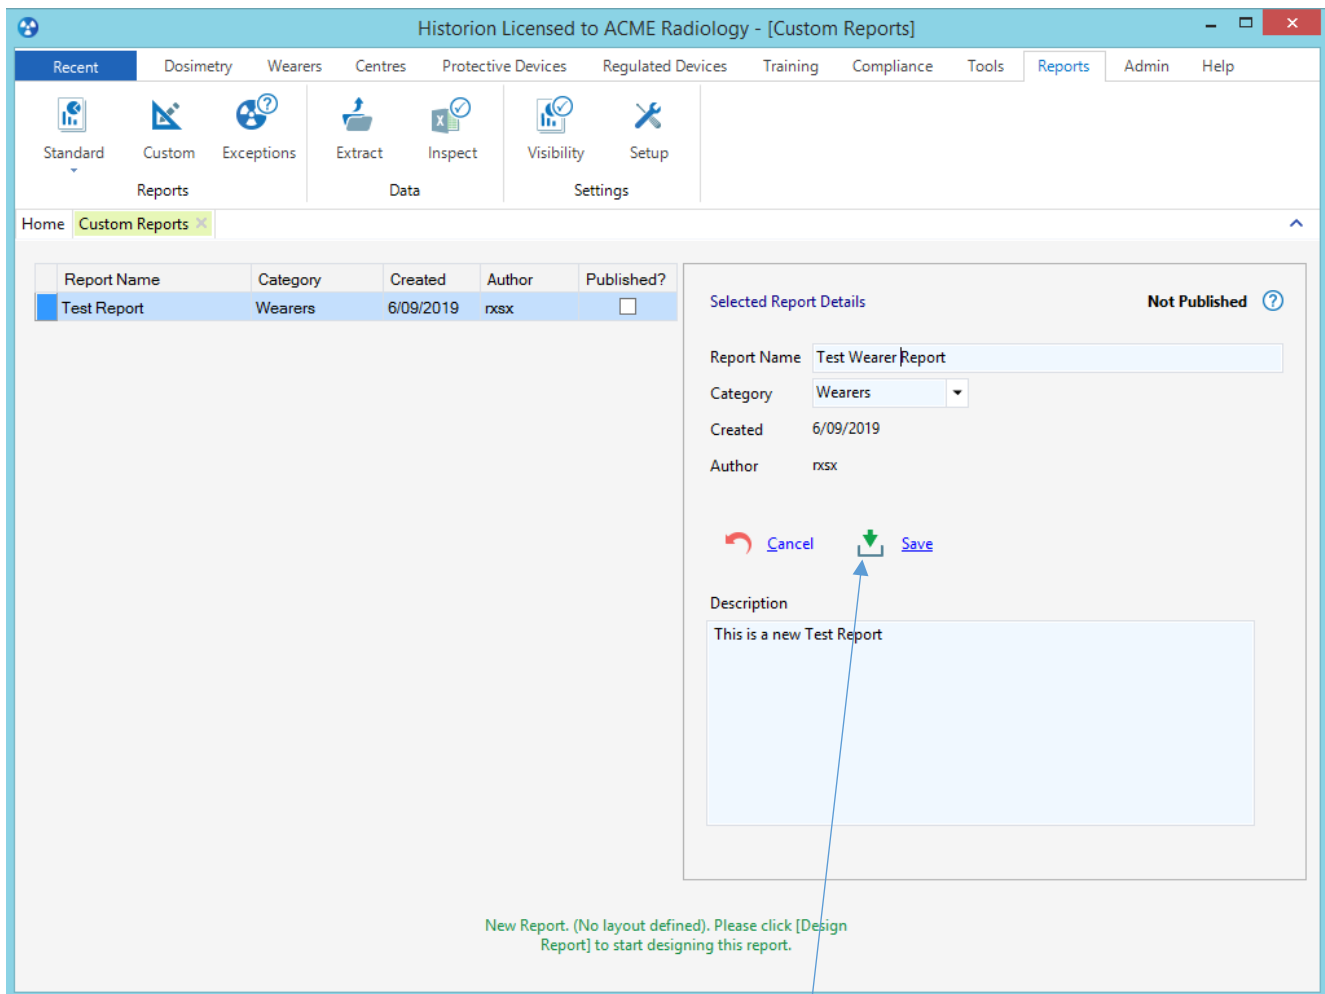 Historion Licensed to ACME Radiology - [Custom Reports]
Recent Dosimetry Wearers Centres Protective Devices Regulated Devices Training Compliance Tools Reports Admin Help
Standard Custom Exceptions Extract Inspect Visibility Setup
Reports Data Settings
Home Custom Reports
Report Name Category Created Author Published?
Test Report Wearers 6/09/2019 rxsx
Selected Report Details Not Published ?
Report Name Test Wearer Report
Category Wearers
Created 6/09/2019
Author rxsx
Cancel Save
Description
This is a new Test Report
New Report. (No layout defined). Please click [Design
Report] to start designing this report.